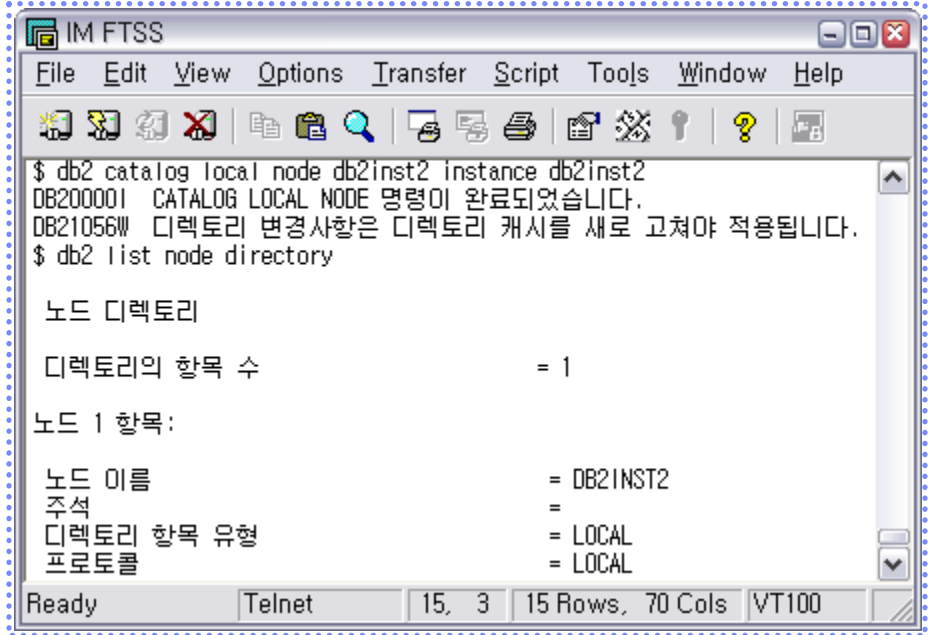 IM FTSS
File Edit View Options Transfer Script Tools Window Help
$ db2 catalog local node db2inst2 instance db2inst2
DB20000I CATALOG LOCAL NODE 명령이 완료되었습니다.
DB21056W 디렉토리 변경사항은 디렉토리 캐시를 새로 고쳐야 적용됩니다.
$ db2 list node directory
노드 디렉토리
디렉토리의 항목 수 = 1
노드 1 항목:
노드 이름 = DB2INST2
주석 =
디렉토리 항목 유형 = LOCAL
프로토콜 = LOCAL
Ready Telnet 15, 3 15 Rows, 70 Cols VT100